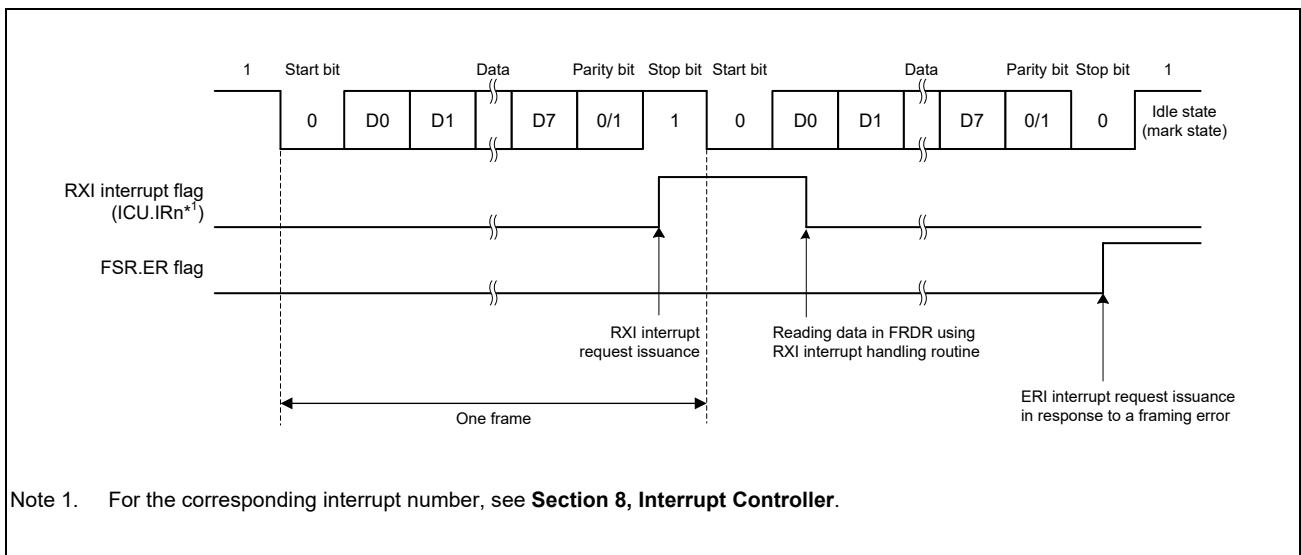 1 Start bit Data Parity bit Stop bit Start bit Data Parity bit Stop bit 1
0 D0 D1 D7 0/1 1 0 D0 D1 D7 0/1 0 Idle state
(mark state)
RXI interrupt flag
(ICU.IRn*1)
FSR.ER flag
RXI interrupt
request issuance
Reading data in FRDR using
RXI interrupt handling routine
ERI interrupt request issuance
in response to a framing error
One frame
Note 1. For the corresponding interrupt number, see Section 8, Interrupt Controller.